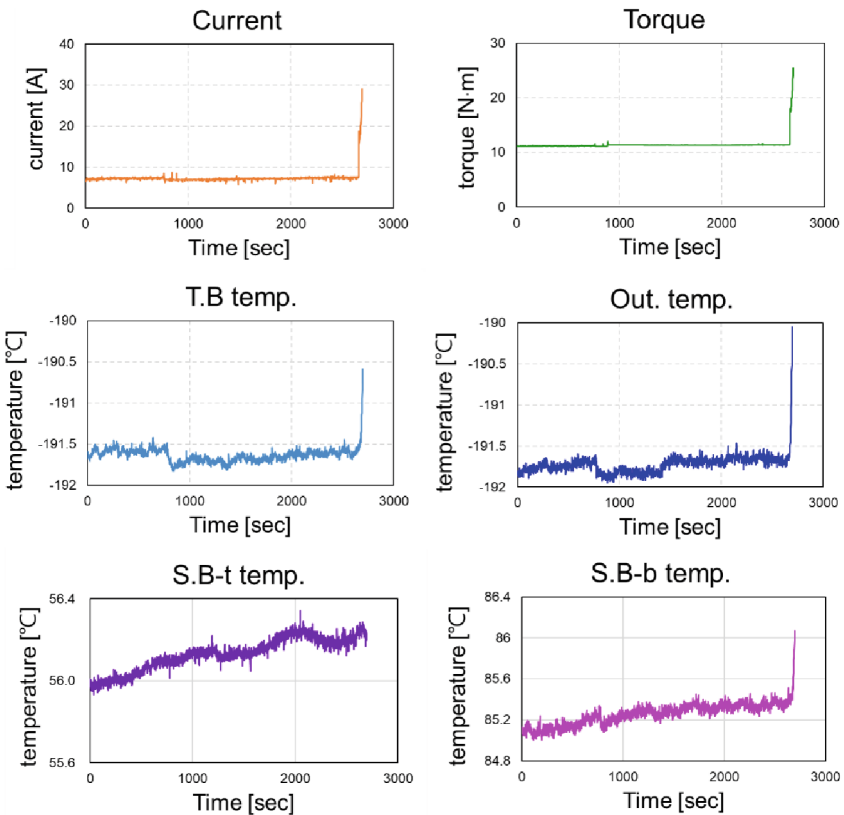 Current
40
30
20
10
0
current [A]
0 1000 2000 3000
Time [sec]
Torque
30
20
10
0
torque [N·m]
0 1000 2000 3000
Time [sec]
T.B temp.
-190
-190.5
-191
-191.5
-192
temperature [℃]
0 1000 2000 3000
Time [sec]
Out. temp.
-190
-190.5
-191
-191.5
-192
temperature [℃]
0 1000 2000 3000
Time [sec]
S.B-t temp.
56.4
56.0
55.6
temperature [℃]
0 1000 2000 3000
Time [sec]
S.B-b temp.
86.4
86
85.6
85.2
84.8
temperature [℃]
0 1000 2000 3000
Time [sec]